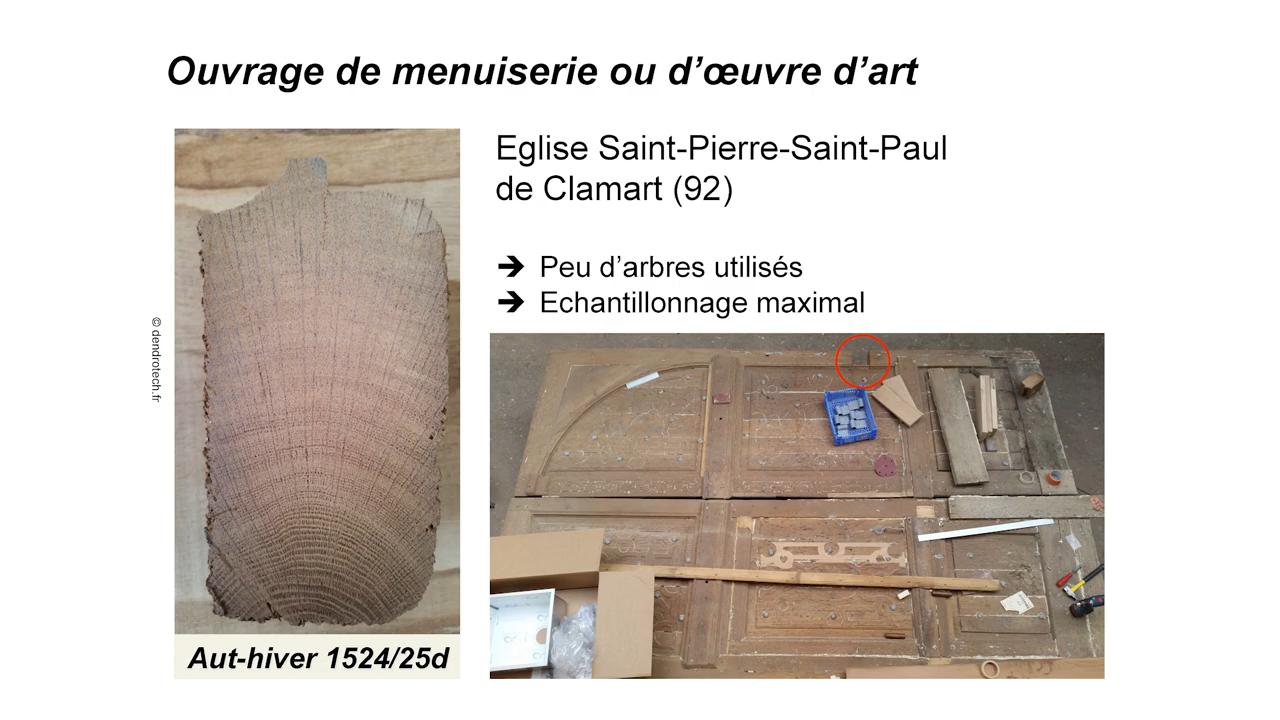 Ouvrage de menuiserie ou d’œuvre d’art
Eglise Saint-Pierre-Saint-Paul
de Clamart (92)
➔ Peu d’arbres utilisés
➔ Echantillonnage maximal
© dendrotech.fr
Aut-hiver 1524/25d